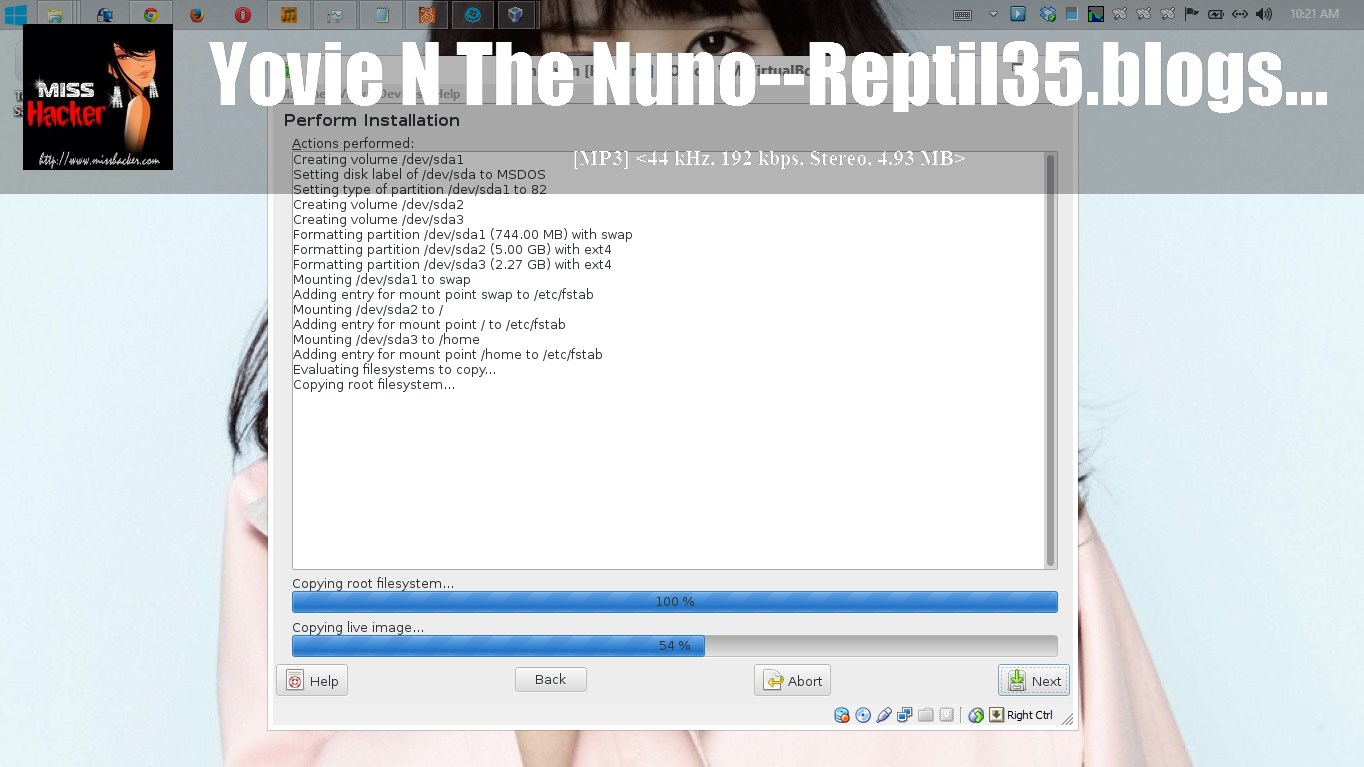 10:21 AM
MISS
Hacker
http://www.misshacker.com
Yovie N The Nuno--Reptil35.blogs...
[MP3] <44 kHz, 192 kbps, Stereo, 4.93 MB>
Help
Perform Installation
Actions performed:
Creating volume /dev/sda1
Setting disk label of /dev/sda to MSDOS
Setting type of partition /dev/sda1 to 82
Creating volume /dev/sda2
Creating volume /dev/sda3
Formatting partition /dev/sda1 (744.00 MB) with swap
Formatting partition /dev/sda2 (5.00 GB) with ext4
Formatting partition /dev/sda3 (2.27 GB) with ext4
Mounting /dev/sda1 to swap
Adding entry for mount point swap to /etc/fstab
Mounting /dev/sda2 to /
Adding entry for mount point / to /etc/fstab
Mounting /dev/sda3 to /home
Adding entry for mount point /home to /etc/fstab
Evaluating filesystems to copy...
Copying root filesystem...
Copying root filesystem...
100 %
Copying live image...
54 %
Help Back Abort Next
Right Ctrl